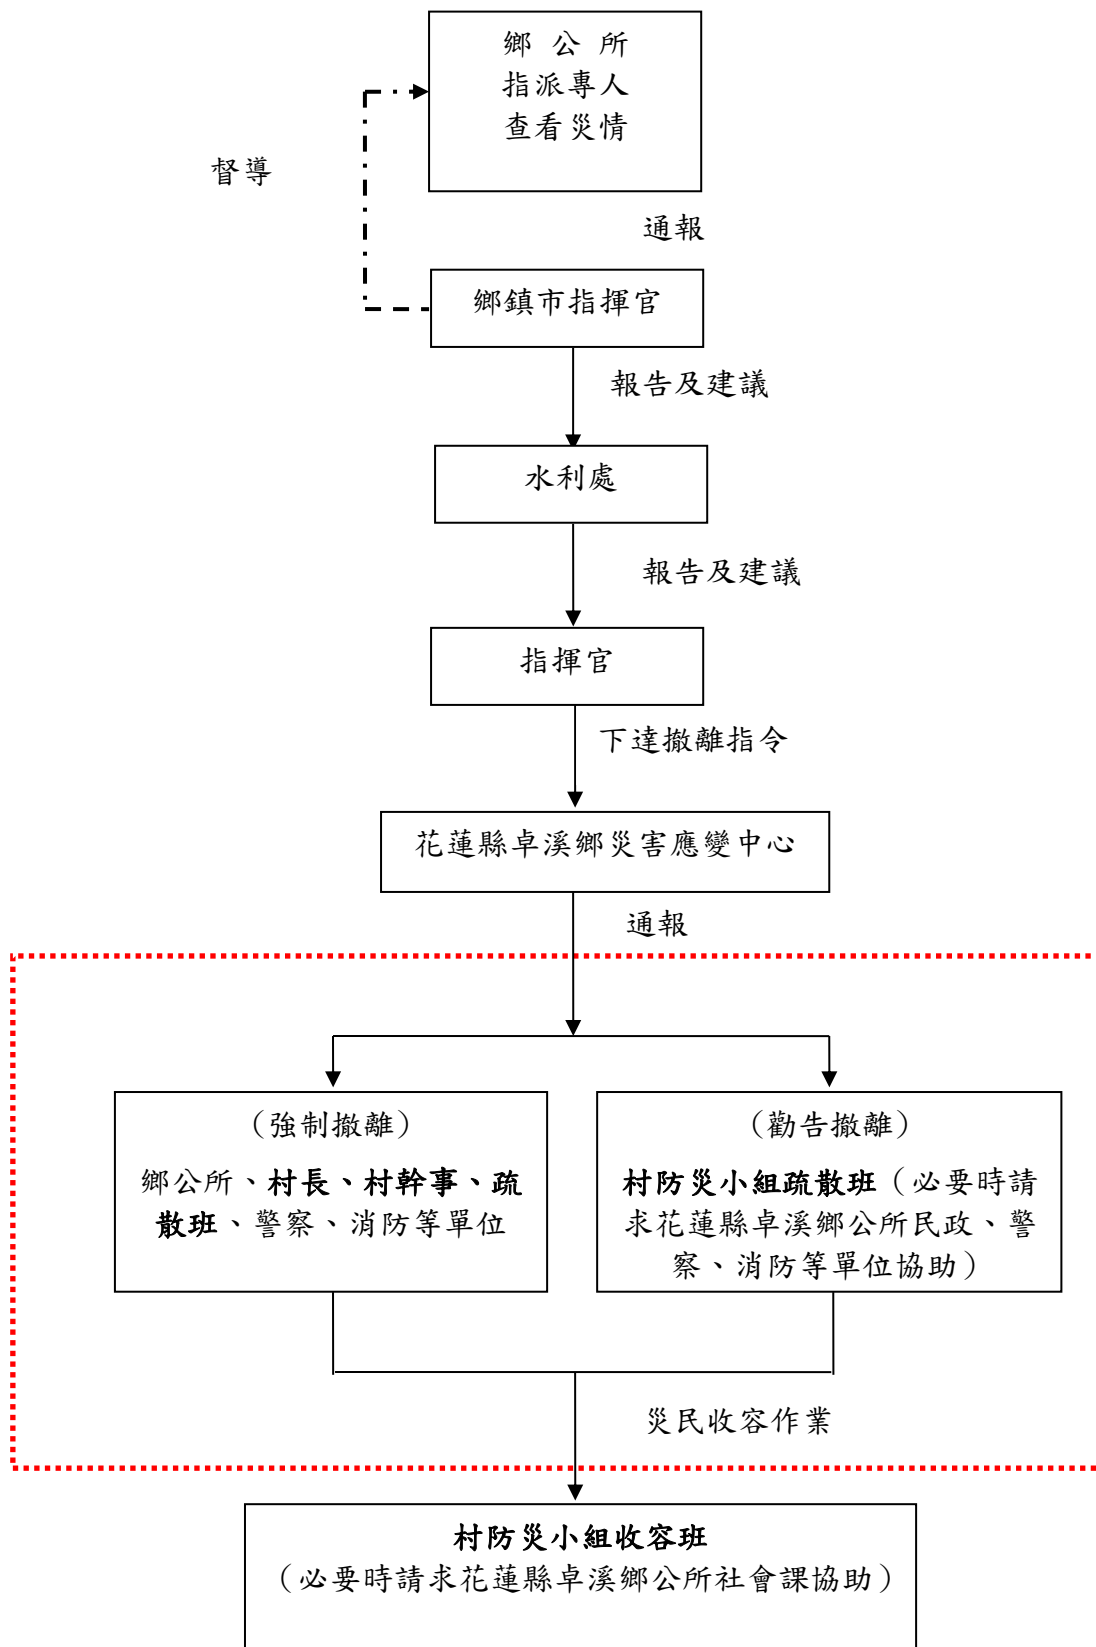 鄉 公 所
指派專人
查看災情
督導
通報
鄉鎮市指揮官
報告及建議
水利處
報告及建議
指揮官
下達撤離指令
花蓮縣卓溪鄉災害應變中心
通報
（強制撤離）
鄉公所、村長、村幹事、疏
散班、警察、消防等單位
（勸告撤離）
村防災小組疏散班（必要時請
求花蓮縣卓溪鄉公所民政、警
察、消防等單位協助）
災民收容作業
村防災小組收容班
（必要時請求花蓮縣卓溪鄉公所社會課協助）